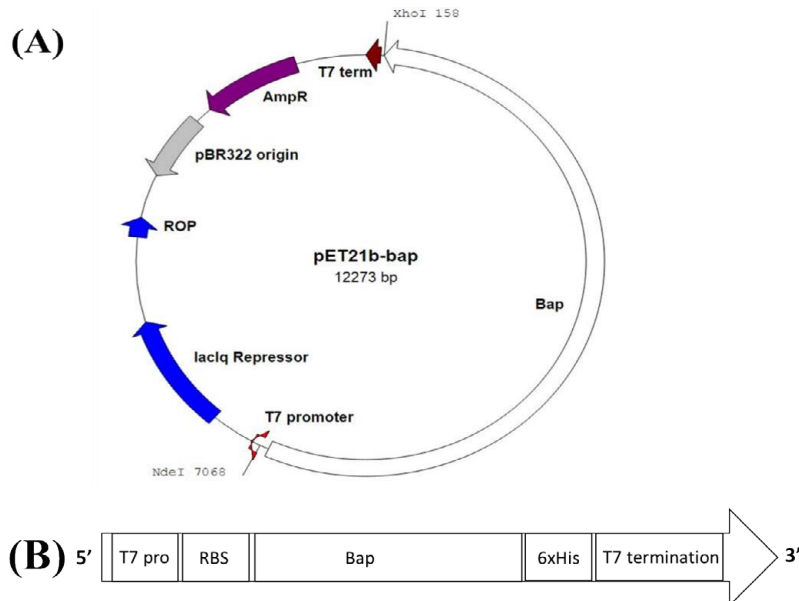 (A)
XhoI 158
T7 term
AmpR
pBR322 origin
ROP
pET21b-bap
12273 bp
Bap
lacIq Repressor
T7 promoter
NdeI 7068
(B) 5’ T7 pro RBS Bap 6xHis T7 termination 3’